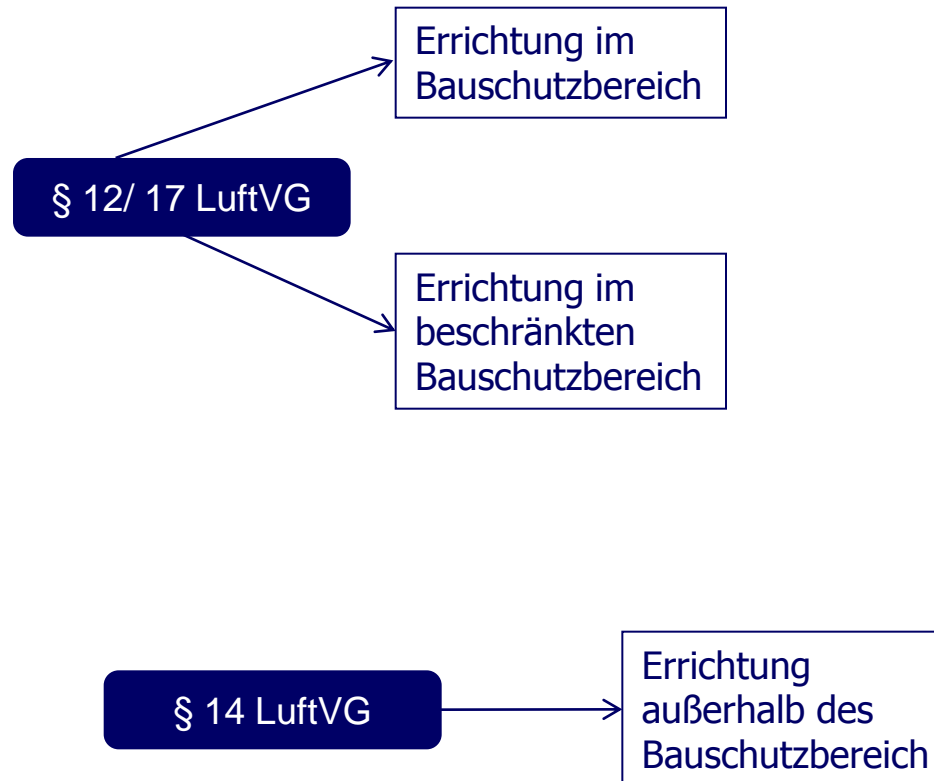 Errichtung im
Bauschutzbereich
§ 12/ 17 LuftVG
Errichtung im
beschränkten
Bauschutzbereich
§ 14 LuftVG
Errichtung
außerhalb des
Bauschutzbereich